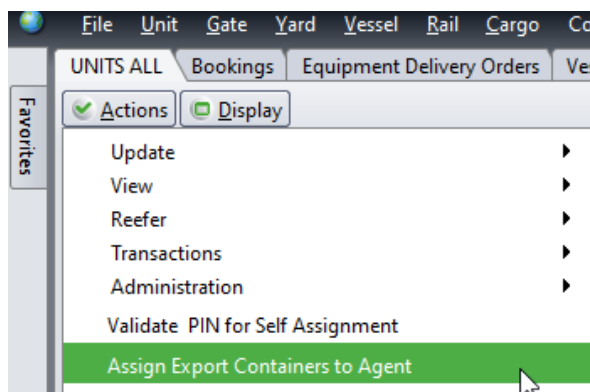 File Unit Gate Yard Vessel Rail Cargo
UNITS ALL Bookings Equipment Delivery Orders
Favorites
Actions Display
Update
View
Reefer
Transactions
Administration
Validate PIN for Self Assignment
Assign Export Containers to Agent